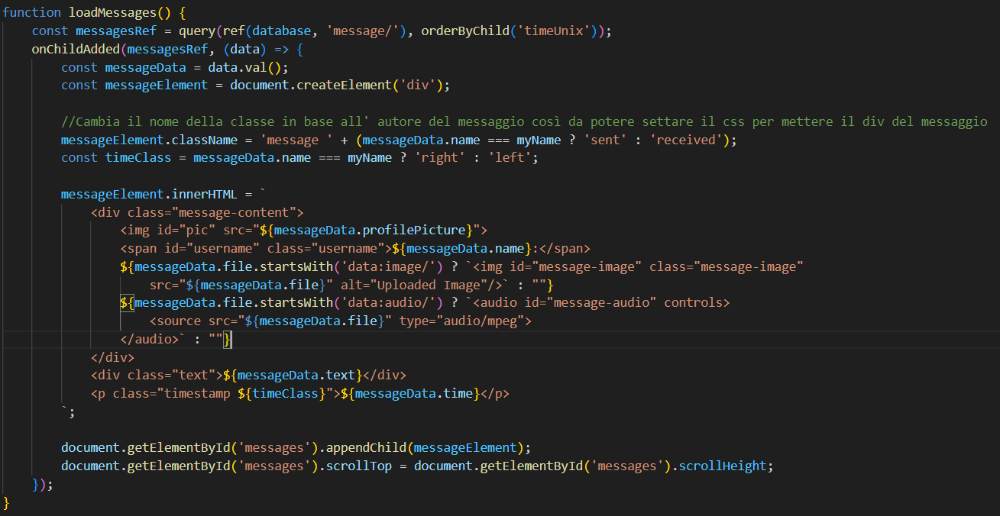 function loadMessages() {
    const messagesRef = query(ref(database, 'message/'), orderByChild('timeUnix'));
    onChildAdded(messagesRef, (data) => {
        const messageData = data.val();
        const messageElement = document.createElement('div');

        //Cambia il nome della classe in base all' autore del messaggio così da potere settare il css per mettere il div del messaggio
        messageElement.className = 'message ' + (messageData.name === myName ? 'sent' : 'received');
        const timeClass = messageData.name === myName ? 'right' : 'left';

        messageElement.innerHTML = `
            <div class="message-content">
                <img id="pic" src="${messageData.profilePicture}">
                <span id="username" class="username">${messageData.name}:</span>
                ${messageData.file.startsWith('data:image/') ? `<img id="message-image" class="message-image"
                    src="${messageData.file}" alt="Uploaded Image"/>` : ""}
                ${messageData.file.startsWith('data:audio/') ? `<audio id="message-audio" controls>
                    <source src="${messageData.file}" type="audio/mpeg">
                </audio>` : ""}
            </div>
            <div class="text">${messageData.text}</div>
            <p class="timestamp ${timeClass}">${messageData.time}</p>
        `;

        document.getElementById('messages').appendChild(messageElement);
        document.getElementById('messages').scrollTop = document.getElementById('messages').scrollHeight;
    });
}